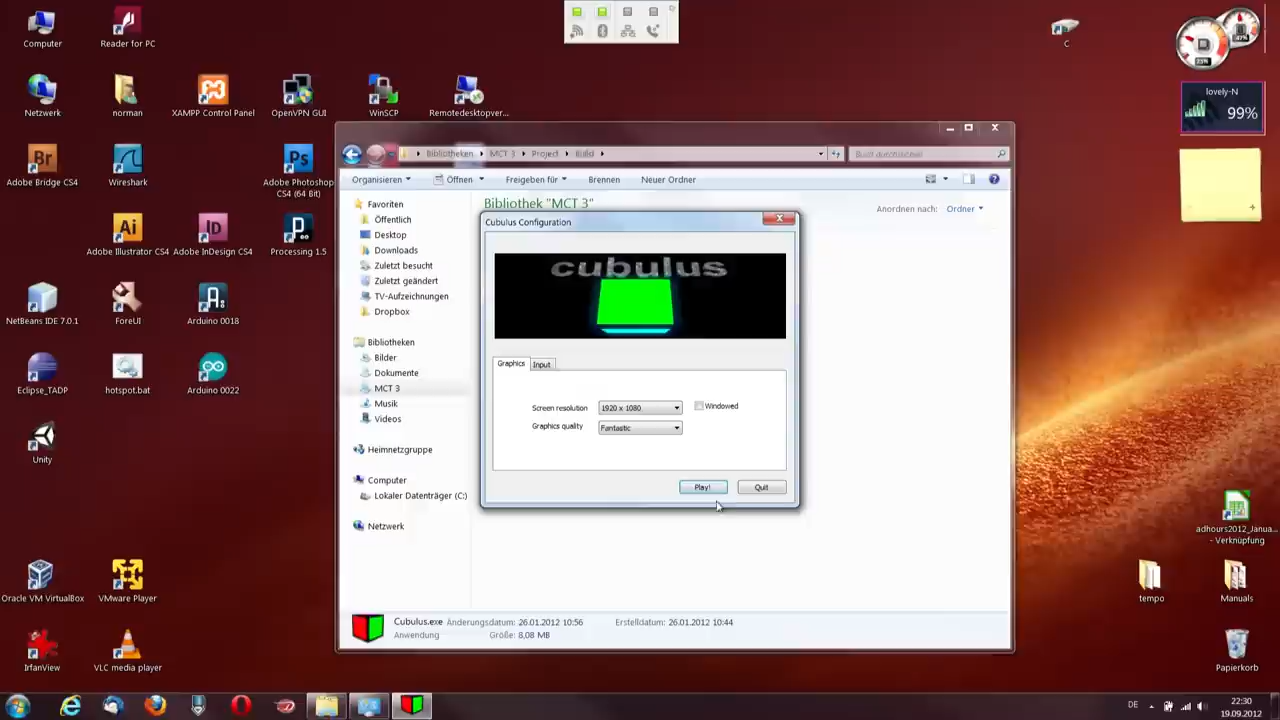 Computer
Reader for PC
C
Netzwerk
norman
XAMPP Control Panel
OpenVPN GUI
WinSCP
Remotedesktopver...
lovely-N
99%
Adobe Bridge CS4
Wireshark
Adobe Photoshop CS4 (64 Bit)
Adobe Illustrator CS4
Adobe InDesign CS4
Processing 1.5
NetBeans IDE 7.0.1
ForeUI
Arduino 0018
Eclipse_TADP
hotspot.bat
Arduino 0022
Unity
Oracle VM VirtualBox
VMware Player
IrfanView
VLC media player
Bibliotheken
MCT 3
Project
Build
Build durchsuchen
Organisieren
Öffnen
Freigeben für
Brennen
Neuer Ordner
Favoriten
Öffentlich
Desktop
Downloads
Zuletzt besucht
Zuletzt geändert
TV-Aufzeichnungen
Dropbox
Bibliotheken
Bilder
Dokumente
MCT 3
Musik
Videos
Heimnetzgruppe
Computer
Lokaler Datenträger (C:)
Netzwerk
Bibliothek "MCT 3"
Anordnen nach: Ordner
Cubulus Configuration
cubulus
Graphics
Input
Screen resolution 1920 x 1080
Windowed
Graphics quality Fantastic
Play!
Quit
Cubulus.exe Änderungsdatum: 26.01.2012 10:56 Erstelldatum: 26.01.2012 10:44
Anwendung Größe: 8,08 MB
adhours2012_Janua...
- Verknüpfung
tempo
Manuals
Papierkorb
DE
22:30
19.09.2012